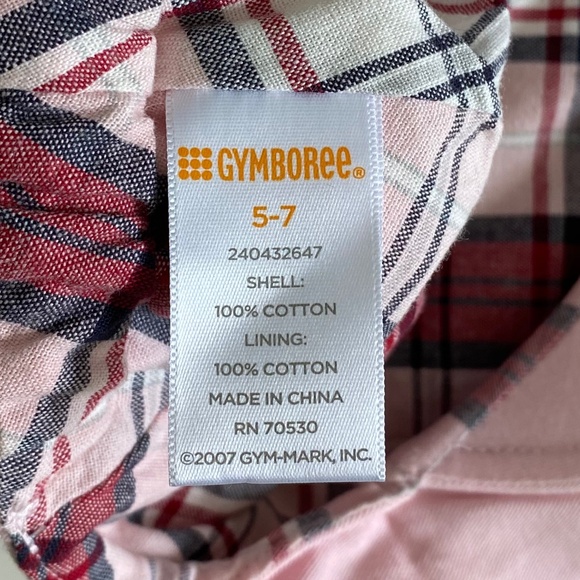 GYMBOREE®
5-7
240432647
SHELL:
100% COTTON
LINING:
100% COTTON
MADE IN CHINA
RN 70530
©2007 GYM-MARK, INC.